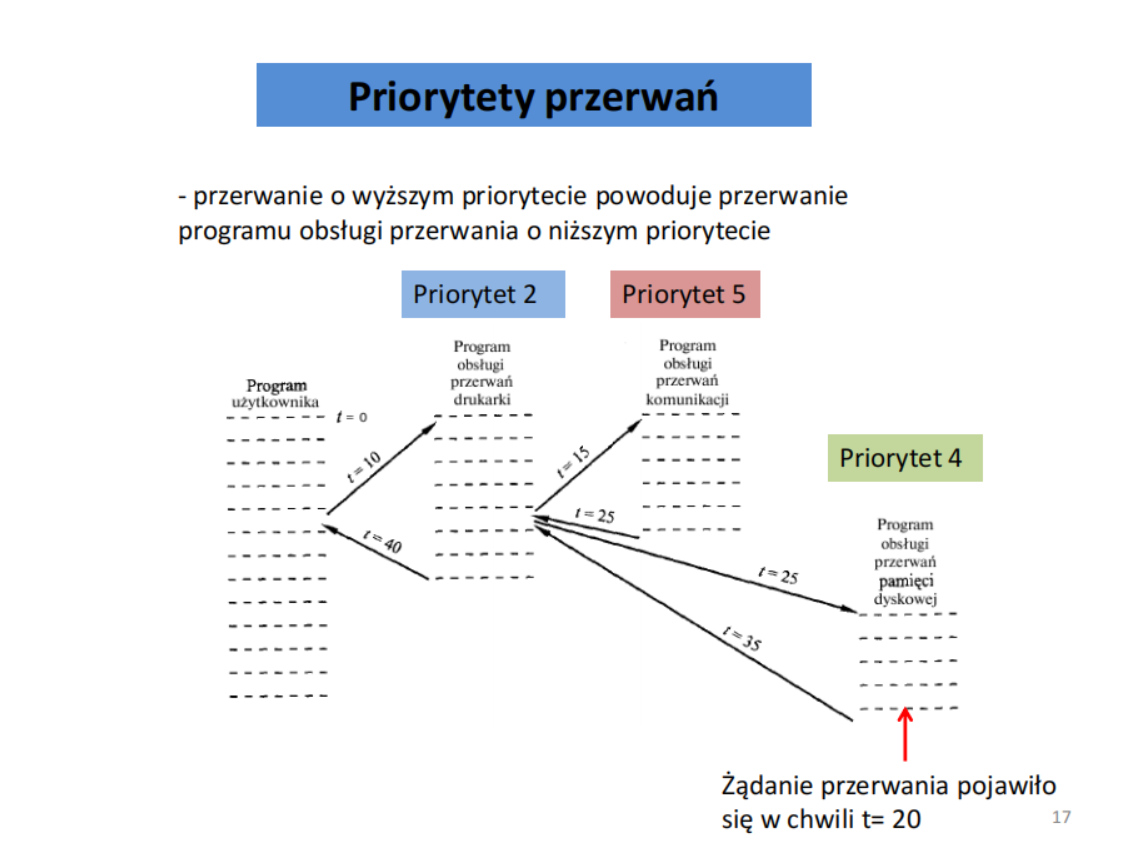 Priorytety przerwań
- przerwanie o wyższym priorytecie powoduje przerwanie
programu obsługi przerwania o niższym priorytecie
Priorytet 2
Priorytet 5
Program
obsługi
przerwań
drukarki
Program
obsługi
przerwań
komunikacji
Program
użytkownika
t = 0
t = 10
t = 15
t = 25
t = 40
Priorytet 4
Program
obsługi
przerwań
pamięci
dyskowej
t = 25
t = 35
Żądanie przerwania pojawiło
się w chwili t= 20
17